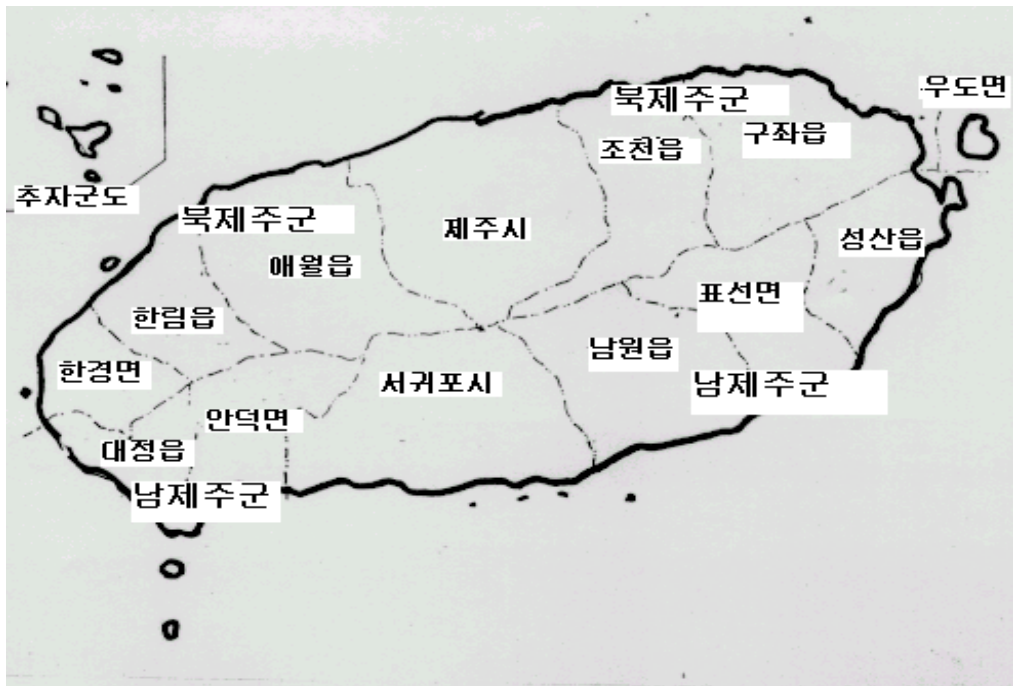 우도면
북제주군
구좌읍
조천읍
추자군도
북제주군
제주시
성산읍
애월읍
표선면
한림읍
남원읍
한경면
서귀포시
남제주군
안덕면
대정읍
남제주군